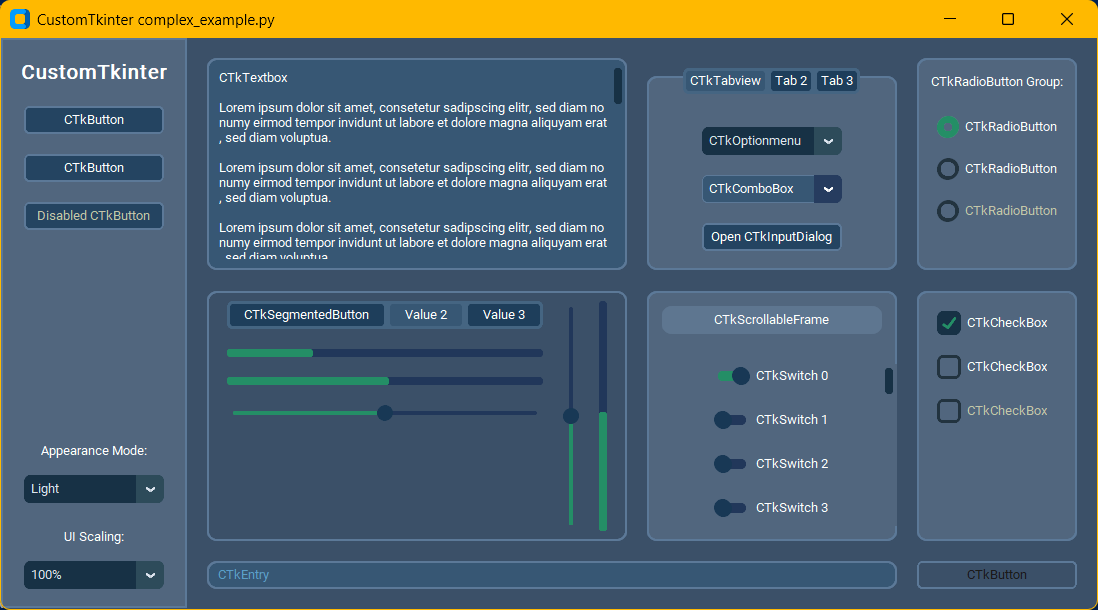 CustomTkinter complex_example.py
CustomTkinter
CTkButton
CTkButton
Disabled CTkButton
Appearance Mode:
Light
UI Scaling:
100%
CTkTextbox
Lorem ipsum dolor sit amet, consetetur sadipscing elitr, sed diam no
numy eirmod tempor invidunt ut labore et dolore magna aliquyam erat
, sed diam voluptua.
Lorem ipsum dolor sit amet, consetetur sadipscing elitr, sed diam no
numy eirmod tempor invidunt ut labore et dolore magna aliquyam erat
, sed diam voluptua.
Lorem ipsum dolor sit amet, consetetur sadipscing elitr, sed diam no
numy eirmod tempor invidunt ut labore et dolore magna aliquyam erat
, sed diam voluptua.
CTkTabview Tab 2 Tab 3
CTkOptionmenu
CTkComboBox
Open CTkInputDialog
CTkRadioButton Group:
CTkRadioButton
CTkRadioButton
CTkRadioButton
CTkSegmentedButton Value 2 Value 3
CTkScrollableFrame
CTkSwitch 0
CTkSwitch 1
CTkSwitch 2
CTkSwitch 3
CTkCheckBox
CTkCheckBox
CTkCheckBox
CTkEntry
CTkButton